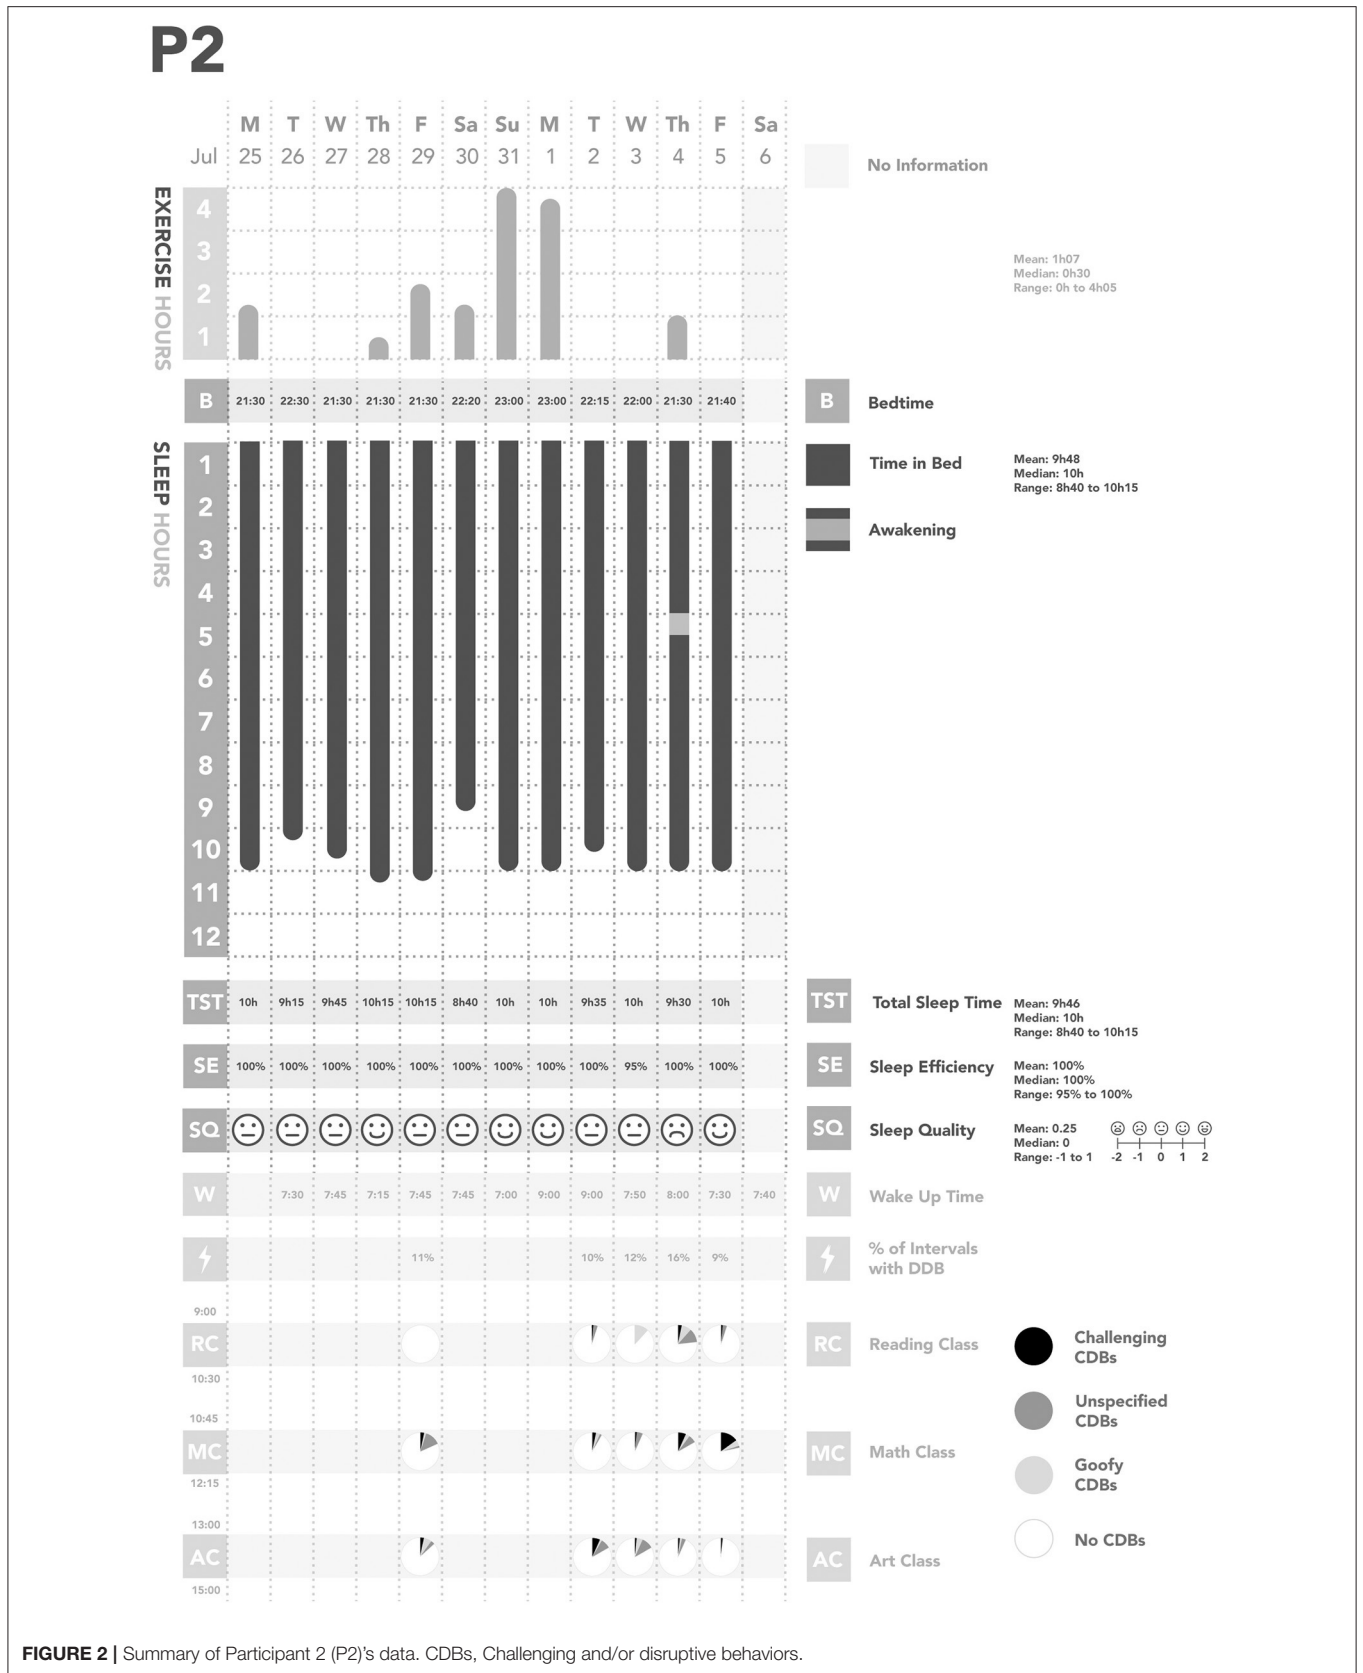 P2
M T W Th F Sa Su M T W Th F Sa
Jul 25 26 27 28 29 30 31 1 2 3 4 5 6
No Information
EXERCISE HOURS
4
3
2
1
Mean: 1h07
Median: 0h30
Range: 0h to 4h05
B 21:30 22:30 21:30 21:30 21:30 22:20 23:00 23:00 22:15 22:00 21:30 21:40
B Bedtime
SLEEP HOURS
1
2
3
4
5
6
7
8
9
10
11
12
Time in Bed
Mean: 9h48
Median: 10h
Range: 8h40 to 10h15
Awakening
TST 10h 9h15 9h45 10h15 10h15 8h40 10h 10h 9h35 10h 9h30 10h
TST Total Sleep Time
Mean: 9h46
Median: 10h
Range: 8h40 to 10h15
SE 100% 100% 100% 100% 100% 100% 100% 100% 100% 95% 100% 100%
SE Sleep Efficiency
Mean: 100%
Median: 100%
Range: 95% to 100%
SQ
SQ Sleep Quality
Mean: 0.25
Median: 0
Range: -1 to 1
-2 -1 0 1 2
W 7:30 7:45 7:15 7:45 7:45 7:00 9:00 9:00 7:50 8:00 7:30 7:40
W Wake Up Time
11% 10% 12% 16% 9%
% of Intervals
with DDB
9:00
RC
10:30
RC Reading Class
10:45
MC
12:15
MC Math Class
13:00
AC
15:00
AC Art Class
Challenging
CDBs
Unspecified
CDBs
Goofy
CDBs
No CDBs
FIGURE 2 | Summary of Participant 2 (P2)'s data. CDBs, Challenging and/or disruptive behaviors.